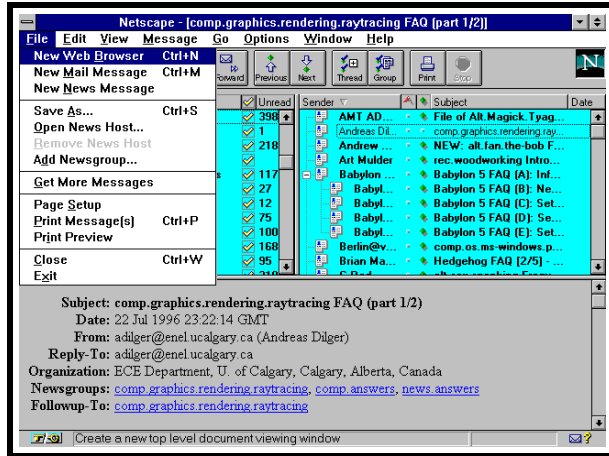 Netscape - [comp.graphics.rendering.raytracing FAQ (part 1/2)]
File Edit View Message Go Options Window Help
New Web Browser Ctrl+N
New Mail Message Ctrl+M
New News Message
Save As... Ctrl+S
Open News Host...
Remove News Host
Add Newsgroup...
Get More Messages
Page Setup
Print Message(s) Ctrl+P
Print Preview
Close Ctrl+W
Exit
Forward Previous Next Thread Group Print Stop
N
Unread
398
1
218
117
27
12
75
100
168
95
Sender Subject Date
AMT AD... File of Alt.Magick.Tyag...
Andreas Dil... comp.graphics.rendering.ray...
Andrew ... NEW: alt.fan.the-bob F...
Art Mulder rec.woodworking Intro...
Babylon ... Babylon 5 FAQ (A): Inf...
Babyl... Babylon 5 FAQ (B): Ne...
Babyl... Babylon 5 FAQ (C): Set...
Babyl... Babylon 5 FAQ (D): Se...
Babyl... Babylon 5 FAQ (E): Set...
Berlin@v... comp.os.ms-windows.p...
Brian Ma... Hedgehog FAQ [2/5] - ...
Subject: comp.graphics.rendering.raytracing FAQ (part 1/2)
Date: 22 Jul 1996 23:22:14 GMT
From: adilger@enel.ucalgary.ca (Andreas Dilger)
Reply-To: adilger@enel.ucalgary.ca
Organization: ECE Department, U. of Calgary, Calgary, Alberta, Canada
Newsgroups: comp.graphics.rendering.raytracing, comp.answers, news.answers
Followup-To: comp.graphics.rendering.raytracing
Create a new top level document viewing window